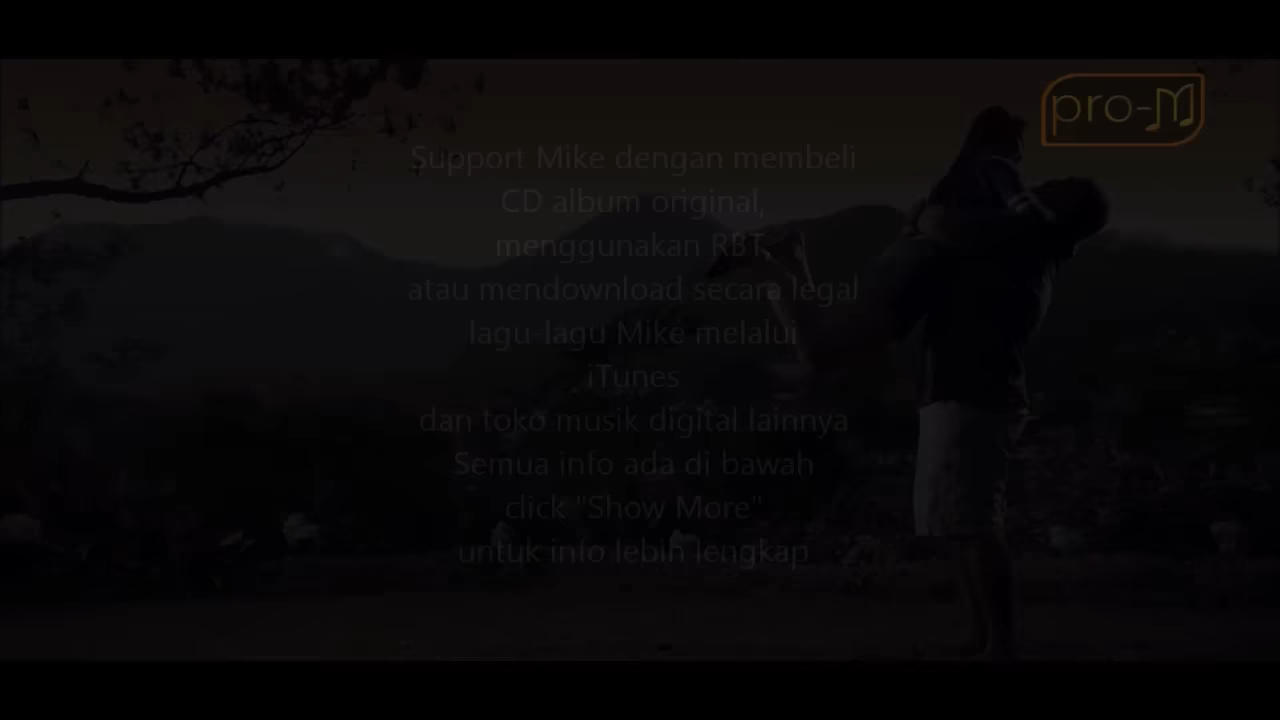 pro-M
Support Mike dengan membeli
CD album original,
menggunakan RBT,
atau mendownload secara legal
lagu-lagu Mike melalui
iTunes
dan toko musik digital lainnya
Semua info ada di bawah
click "Show More"
untuk info lebih lengkap